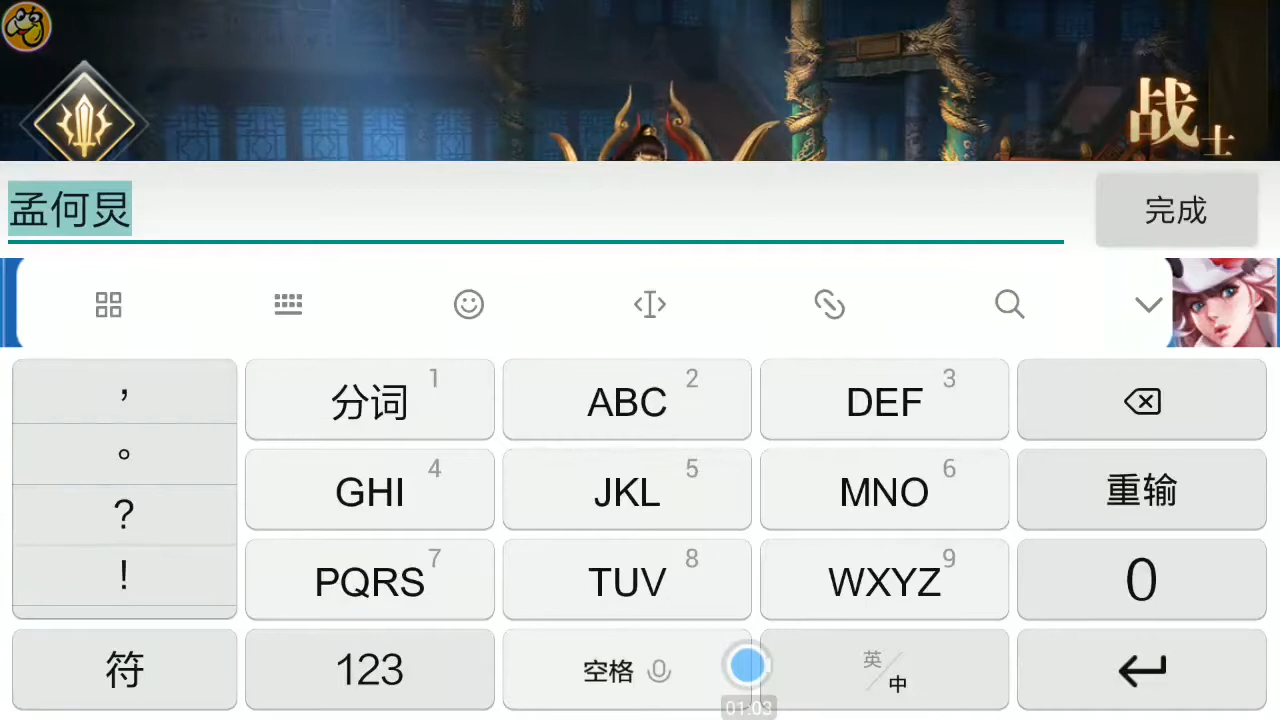 战士
孟何炅
完成
，
分词 1
ABC 2
DEF 3
。
GHI 4
JKL 5
MNO 6
重输
?
!
PQRS 7
TUV 8
WXYZ 9
0
符
123
空格
英/中
01:03